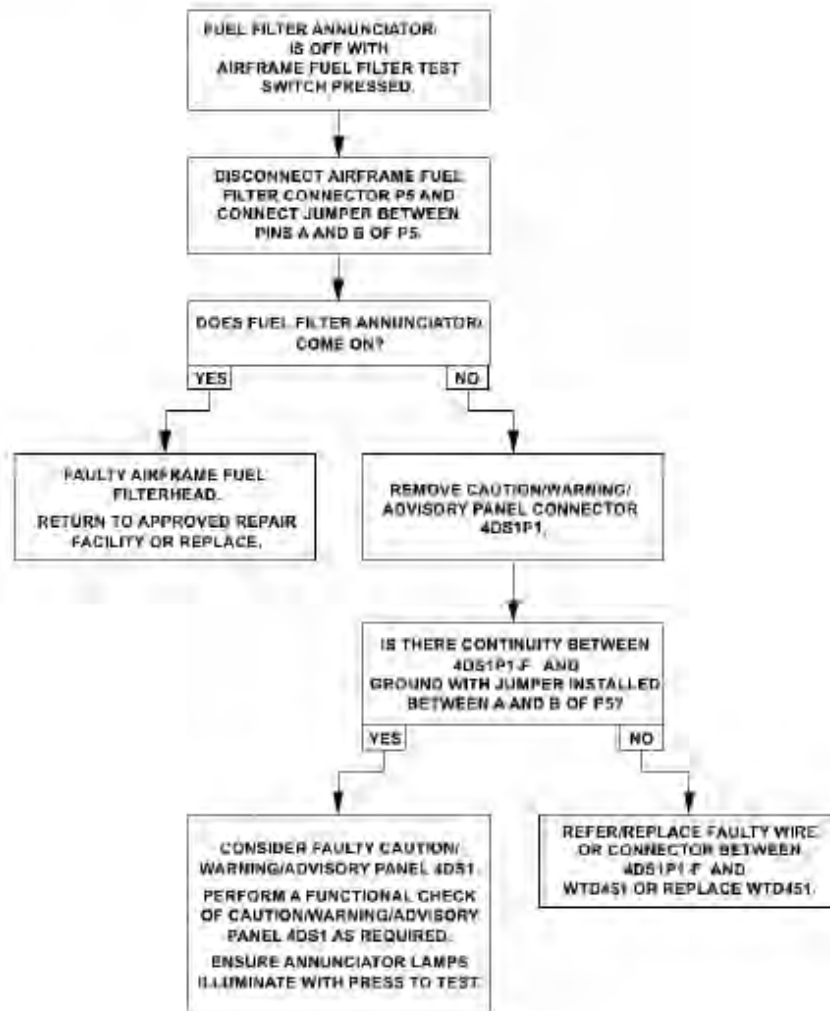 FUEL FILTER ANNUNCIATOR/
IS OFF WITH
AIRFRAME FUEL FILTER TEST
SWITCH PRESSED.
DISCONNECT AIRFRAME FUEL
FILTER CONNECTOR P5 AND
CONNECT JUMPER BETWEEN
PINS A AND B OF P5.
DOES FUEL FILTER ANNUNCIATOR/
COME ON?
YES
NO
FAULTY AIRFRAME FUEL
FILTERHEAD.
RETURN TO APPROVED REPAIR
FACILITY OR REPLACE.
REMOVE CAUTION/WARNING/
ADVISORY PANEL CONNECTOR
4DS1P1.
IS THERE CONTINUITY BETWEEN
4DS1P1-F AND
GROUND WITH JUMPER INSTALLED
BETWEEN A AND B OF P5?
YES
NO
CONSIDER FAULTY CAUTION/
WARNING/ADVISORY PANEL 4DS1.
PERFORM A FUNCTIONAL CHECK
OF CAUTION/WARNING/ADVISORY
PANEL 4DS1 AS REQUIRED.
ENSURE ANNUNCIATOR LAMPS
ILLUMINATE WITH PRESS TO TEST.
REFER/REPLACE FAULTY WIRE
OR CONNECTOR BETWEEN
4DS1P1-F AND
WTD451 OR REPLACE WTD451.